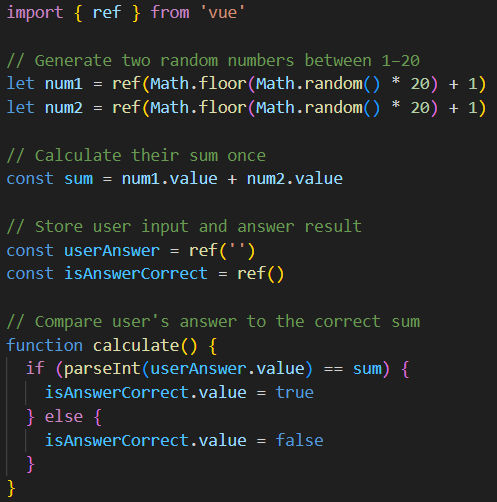 import { ref } from 'vue'
// Generate two random numbers between 1–20
let num1 = ref(Math.floor(Math.random() * 20) + 1)
let num2 = ref(Math.floor(Math.random() * 20) + 1)
// Calculate their sum once
const sum = num1.value + num2.value
// Store user input and answer result
const userAnswer = ref('')
const isAnswerCorrect = ref()
// Compare user's answer to the correct sum
function calculate() {
  if (parseInt(userAnswer.value) == sum) {
    isAnswerCorrect.value = true
  } else {
    isAnswerCorrect.value = false
  }
}